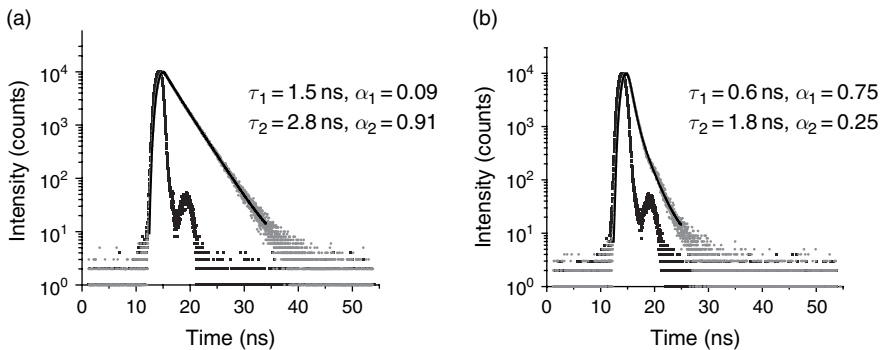 (a)
Intensity (counts)
10⁴
10³
10²
10¹
10⁰
τ₁ = 1.5 ns, α₁ = 0.09
τ₂ = 2.8 ns, α₂ = 0.91
0 10 20 30 40 50
Time (ns)
(b)
Intensity (counts)
10⁴
10³
10²
10¹
10⁰
τ₁ = 0.6 ns, α₁ = 0.75
τ₂ = 1.8 ns, α₂ = 0.25
0 10 20 30 40 50
Time (ns)